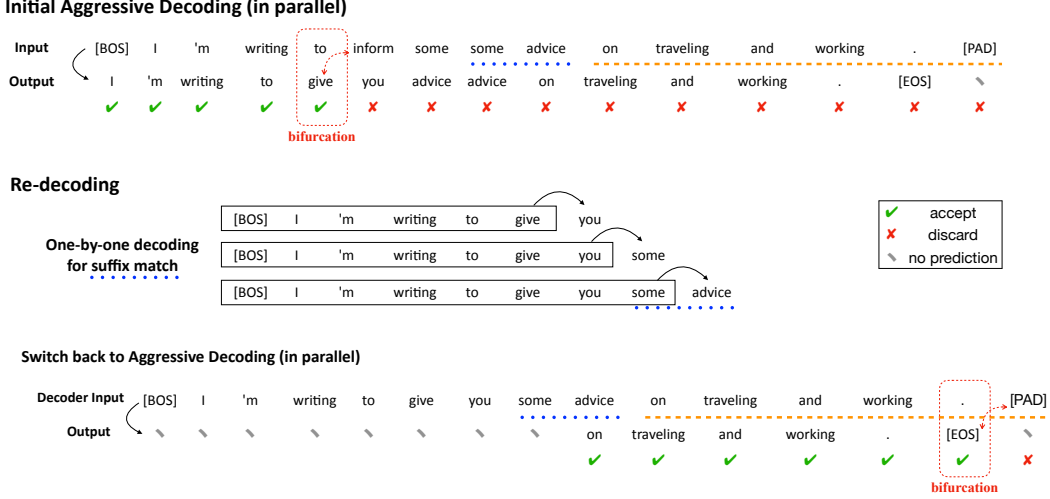 Initial Aggressive Decoding (in parallel)
Input [BOS] I 'm writing to inform some some advice on traveling and working . [PAD]
Output I 'm writing to give you advice advice on traveling and working . [EOS]
bifurcation
Re-decoding
[BOS] I 'm writing to give you
One-by-one decoding
for suffix match
[BOS] I 'm writing to give you some
[BOS] I 'm writing to give you some advice
accept
discard
no prediction
Switch back to Aggressive Decoding (in parallel)
Decoder Input [BOS] I 'm writing to give you some advice on traveling and working . [PAD]
Output on traveling and working . [EOS]
bifurcation